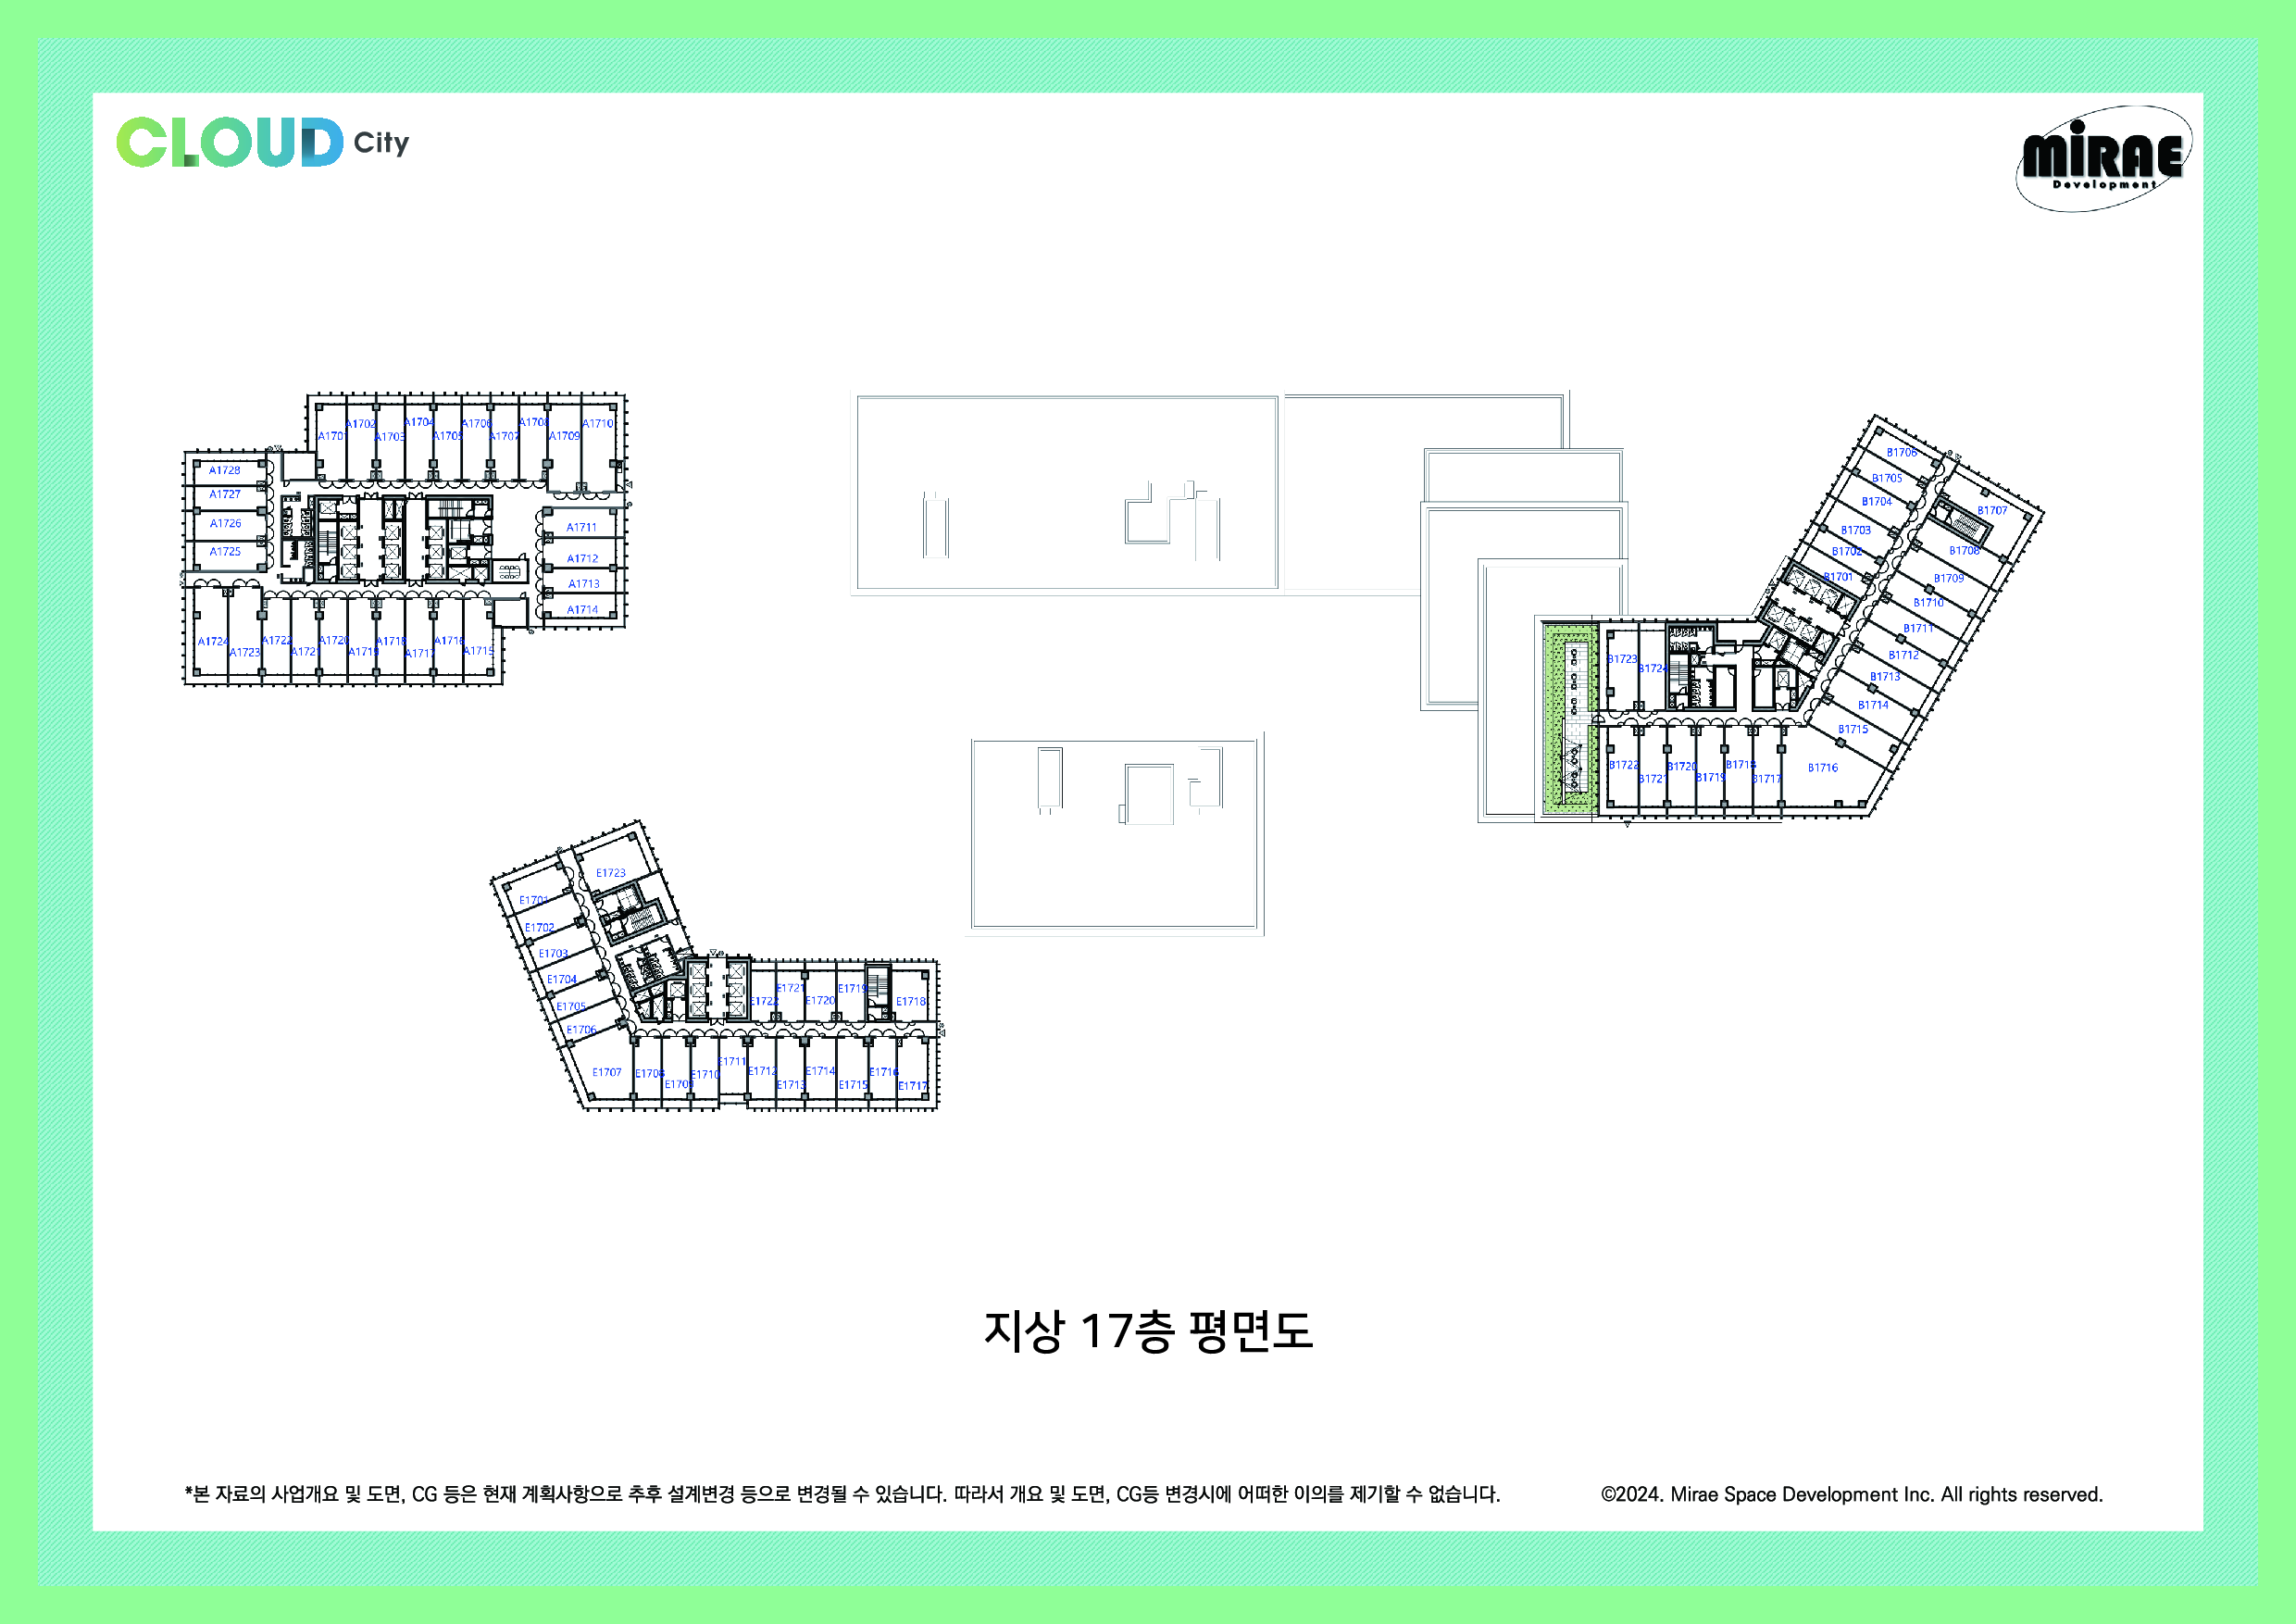 CLOUD City
MiRAE
Development
A1701
A1702
A1703
A1704
A1705
A1706
A1707
A1708
A1709
A1710
A1711
A1712
A1713
A1714
A1715
A1716
A1717
A1718
A1719
A1720
A1721
A1722
A1723
A1724
A1725
A1726
A1727
A1728
B1701
B1702
B1703
B1704
B1705
B1706
B1707
B1708
B1709
B1710
B1711
B1712
B1713
B1714
B1715
B1716
B1717
B1718
B1719
B1720
B1721
B1722
B1723
B1724
E1701
E1702
E1703
E1704
E1705
E1706
E1707
E1708
E1709
E1710
E1711
E1712
E1713
E1714
E1715
E1716
E1717
E1718
E1719
E1720
E1721
E1722
E1723
지상 17층 평면도
*본 자료의 사업개요 및 도면, CG 등은 현재 계획사항으로 추후 설계변경 등으로 변경될 수 있습니다. 따라서 개요 및 도면, CG등 변경시에 어떠한 이의를 제기할 수 없습니다.
©2024. Mirae Space Development Inc. All rights reserved.